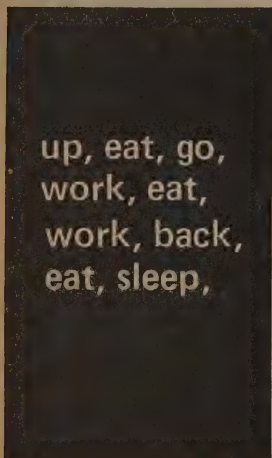 up, eat, go,
work, eat,
work, back,
eat, sleep,